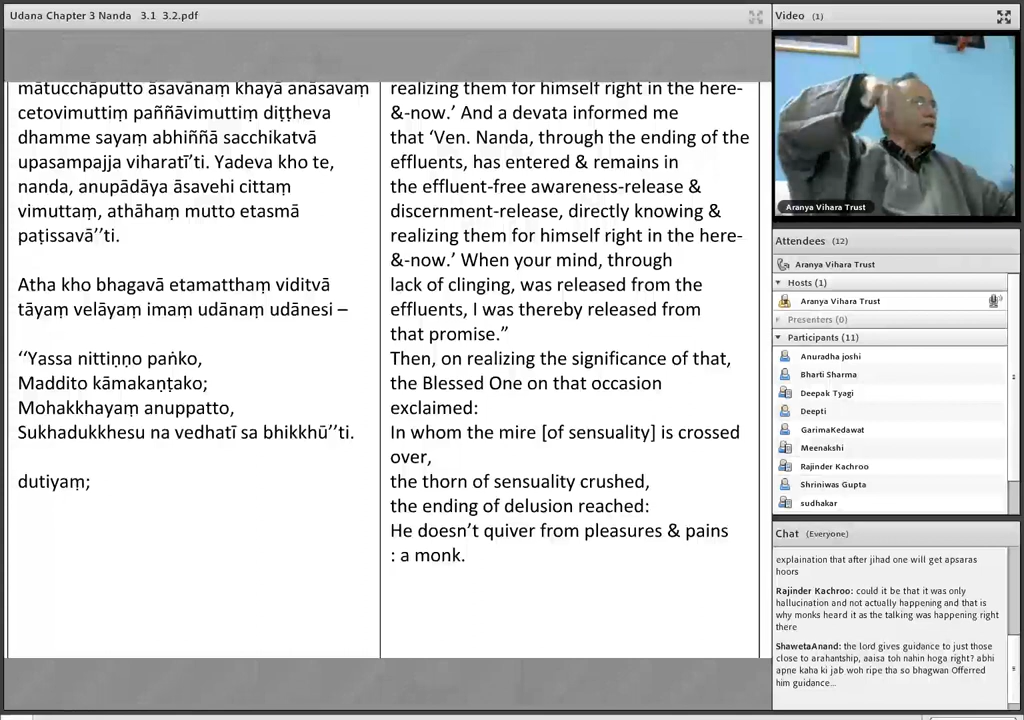 Udana Chapter 3 Nanda 3.1 3.2.pdf
mātucchāputto āsavānaṃ khayā anāsavaṃ
cetovimuttiṃ paññāvimuttiṃ diṭṭheva
dhamme sayaṃ abhiññā sacchikatvā
upasampajja viharatī’ti. Yadeva kho te,
nanda, anupādāya āsavehi cittaṃ
vimuttaṃ, athāhaṃ mutto etasmā
paṭissavā’’ti.
Atha kho bhagavā etamatthaṃ viditvā
tāyaṃ velāyaṃ imaṃ udānaṃ udānesi –
‘‘Yassa nittiṇṇo paṅko,
Maddito kāmakaṇṭako;
Mohakkhayaṃ anuppatto,
Sukhadukkhesu na vedhatī sa bhikkhū’’ti.
dutiyaṃ;
realizing them for himself right in the here-
&-now.’ And a devata informed me
that ‘Ven. Nanda, through the ending of the
effluents, has entered & remains in
the effluent-free awareness-release &
discernment-release, directly knowing &
realizing them for himself right in the here-
&-now.’ When your mind, through
lack of clinging, was released from the
effluents, I was thereby released from
that promise.”
Then, on realizing the significance of that,
the Blessed One on that occasion
exclaimed:
In whom the mire [of sensuality] is crossed
over,
the thorn of sensuality crushed,
the ending of delusion reached:
He doesn’t quiver from pleasures & pains
: a monk.
Video (1)
Aranya Vihara Trust
Attendees (12)
Aranya Vihara Trust
Hosts (1)
Aranya Vihara Trust
Presenters (0)
Participants (11)
Anuradha joshi
Bharti Sharma
Deepak Tyagi
Deepti
GarimaKedawat
Meenakshi
Rajinder Kachroo
Shriniwas Gupta
sudhakar
Chat (Everyone)
explaination that after jihad one will get apsaras
hoors
Rajinder Kachroo: could it be that it was only
hallucination and not actually happening and that is
why monks heard it as the talking was happening right
there
ShawetaAnand: the lord gives guidance to just those
close to arahantship, aaisa toh nahin hoga right? abhi
apne kaha ki jab woh ripe tha so bhagwan Offerred
him guidance...